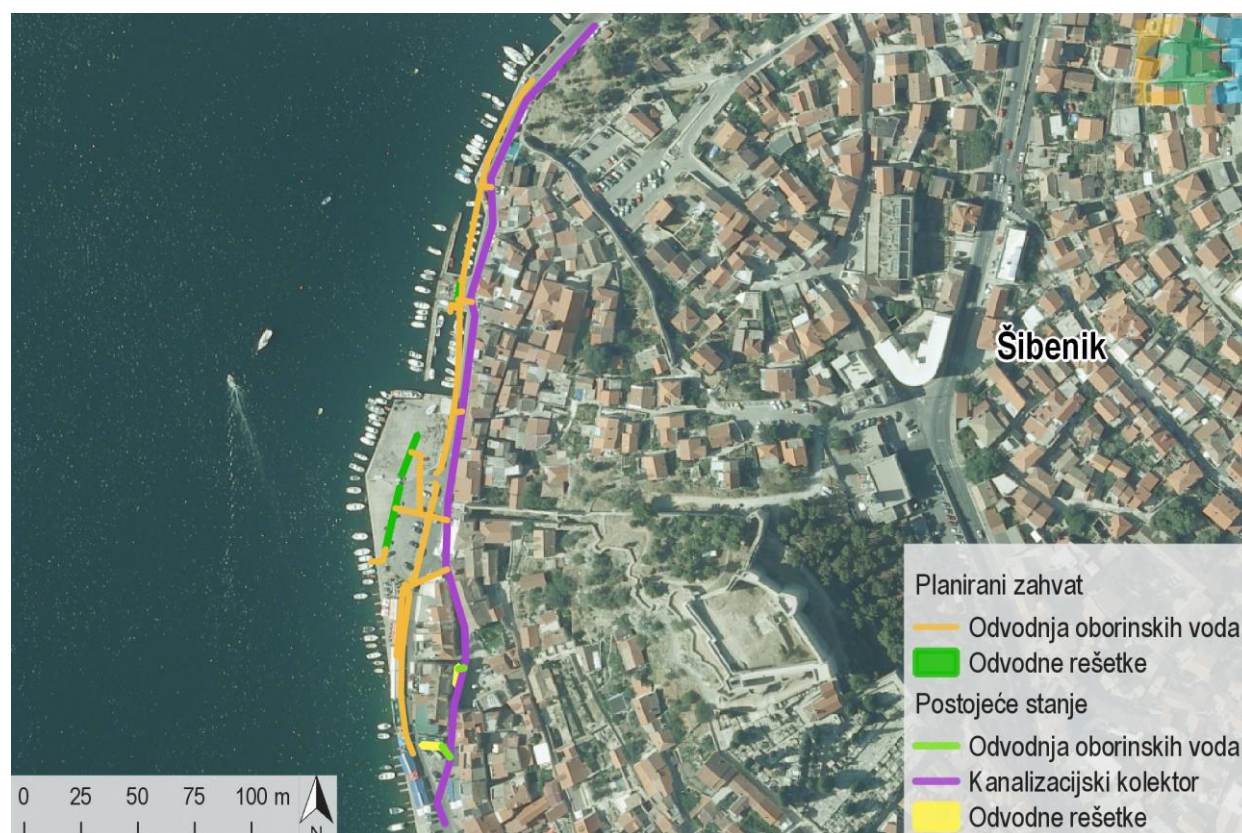 Šibenik
Planirani zahvat
Odvodnja oborinskih voda
Odvodne rešetke
Postojeće stanje
Odvodnja oborinskih voda
Kanalizacijski kolektor
Odvodne rešetke
0 25 50 75 100 m
N